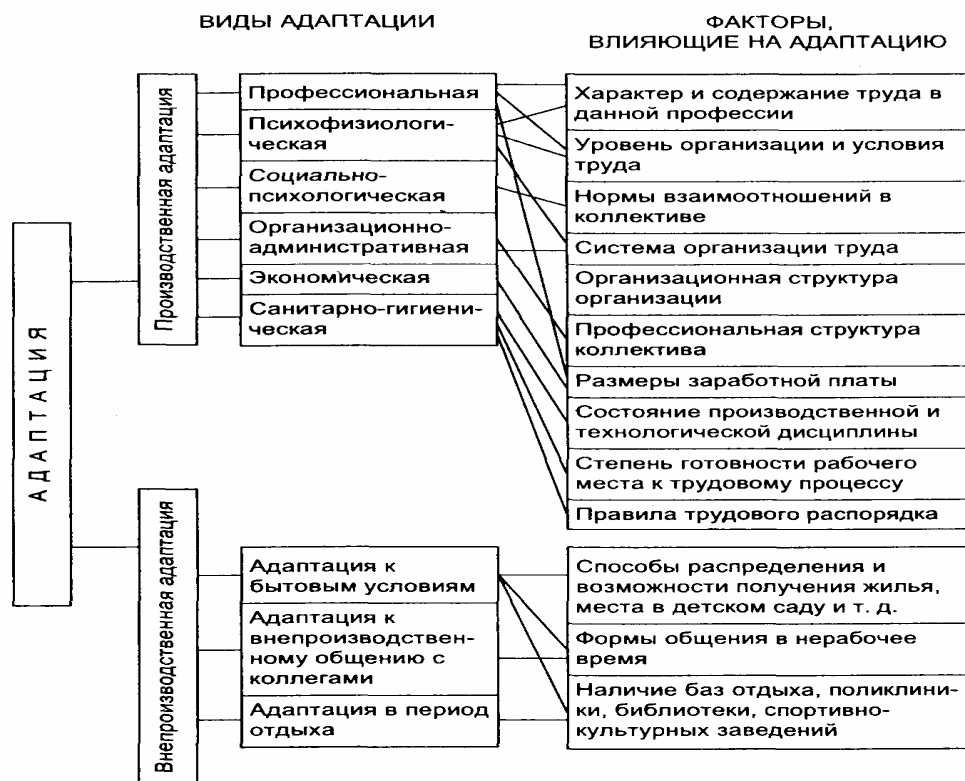 ВИДЫ АДАПТАЦИИ
ФАКТОРЫ,
ВЛИЯЮЩИЕ НА АДАПТАЦИЮ
АДАПТАЦИЯ
Производственная адаптация
Профессиональная
Психофизиологи-
ческая
Социально-
психологическая
Организационно-
административная
Экономическая
Санитарно-гигиени-
ческая
Характер и содержание труда в
данной профессии
Уровень организации и условия
труда
Нормы взаимоотношений в
коллективе
Система организации труда
Организационная структура
организации
Профессиональная структура
коллектива
Размеры заработной платы
Состояние производственной и
технологической дисциплины
Степень готовности рабочего
места к трудовому процессу
Правила трудового распорядка
Внепроизводственная адаптация
Адаптация к
бытовым условиям
Адаптация к
внепроизводствен-
ному общению с
коллегами
Адаптация в период
отдыха
Способы распределения и
возможности получения жилья,
места в детском саду и т. д.
Формы общения в нерабочее
время
Наличие баз отдыха, поликлини-
ки, библиотеки, спортивно-
культурных заведений